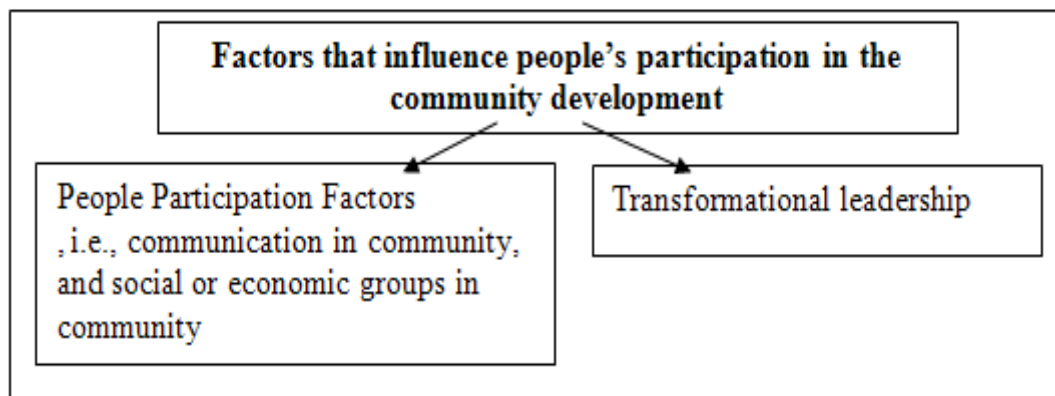 Factors that influence people’s participation in the
community development
People Participation Factors
, i.e., communication in community,
and social or economic groups in
community
Transformational leadership